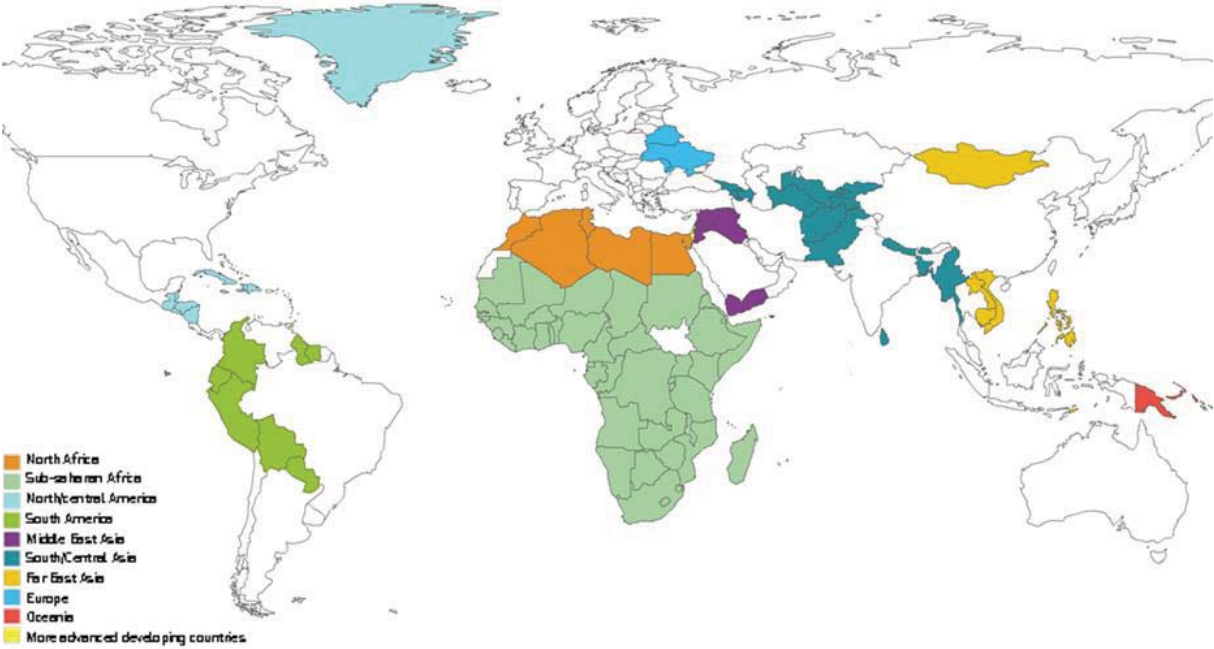 North Africa
Sub-saharan Africa
North/central America
South America
Middle East Asia
South/Central Asia
Far East Asia
Europe
Oceania
More advanced developing countries